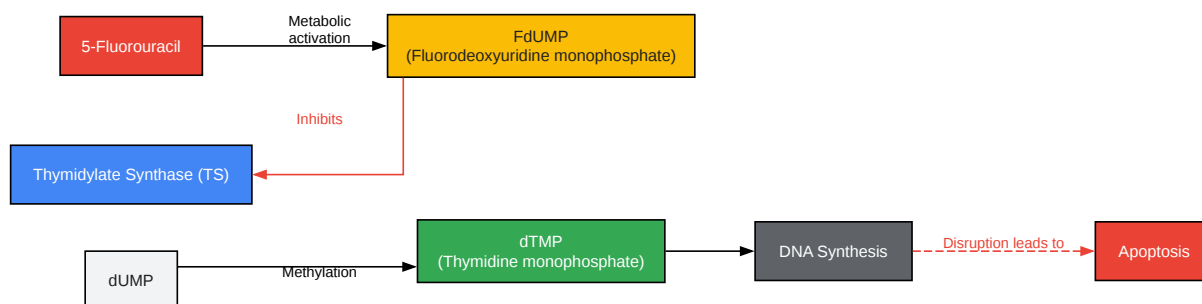 5-Fluorouracil
Metabolic
activation
FdUMP
(Fluorodeoxyuridine monophosphate)
Inhibits
Thymidylate Synthase (TS)
dUMP
Methylation
dTMP
(Thymidine monophosphate)
DNA Synthesis
Disruption leads to
Apoptosis